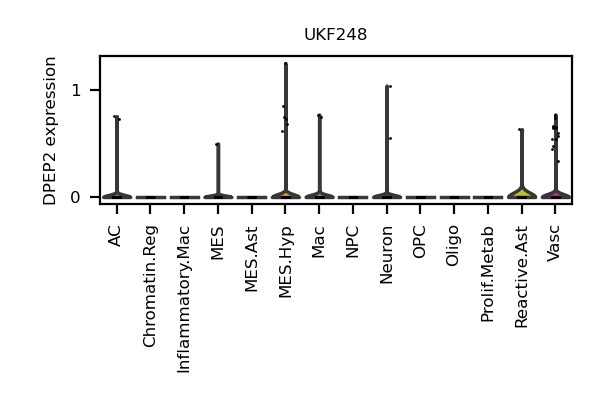 UKF248
DPEP2 expression
1
0
AC
Chromatin.Reg
Inflammatory.Mac
MES
MES.Ast
MES.Hyp
Mac
NPC
Neuron
OPC
Oligo
Prolif.Metab
Reactive.Ast
Vasc